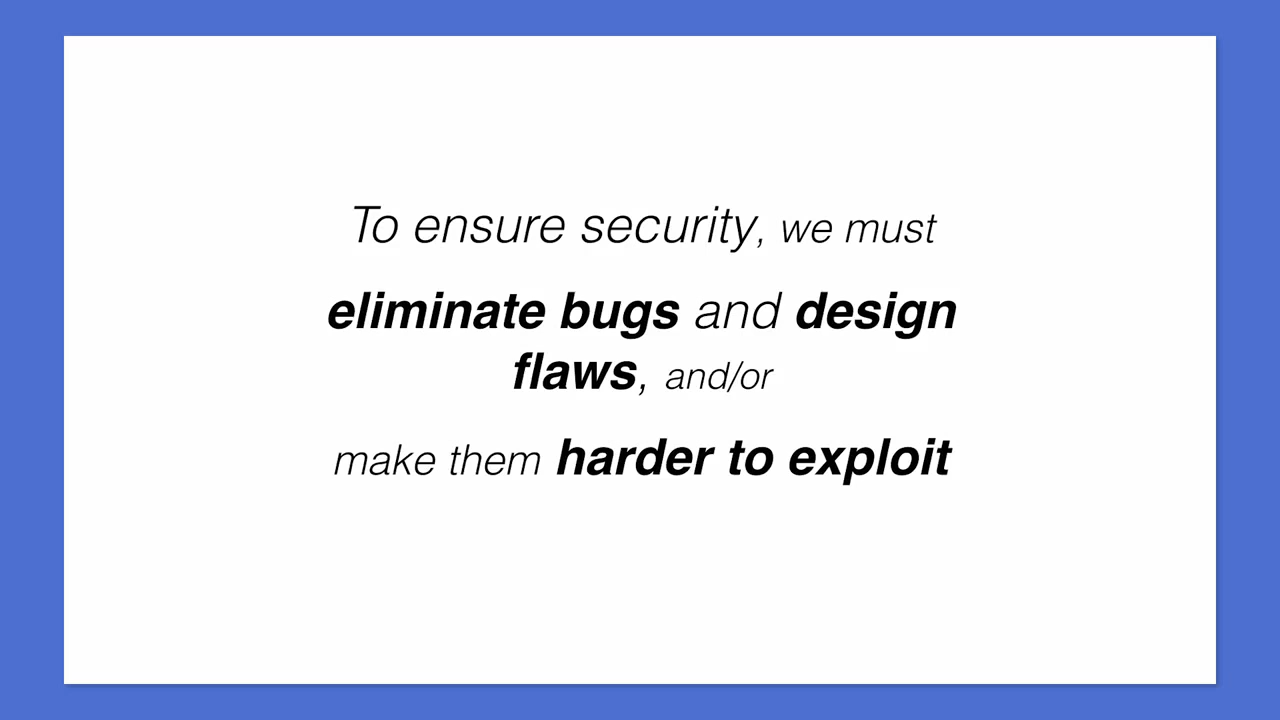 To ensure security, we must
eliminate bugs and design
flaws, and/or
make them harder to exploit